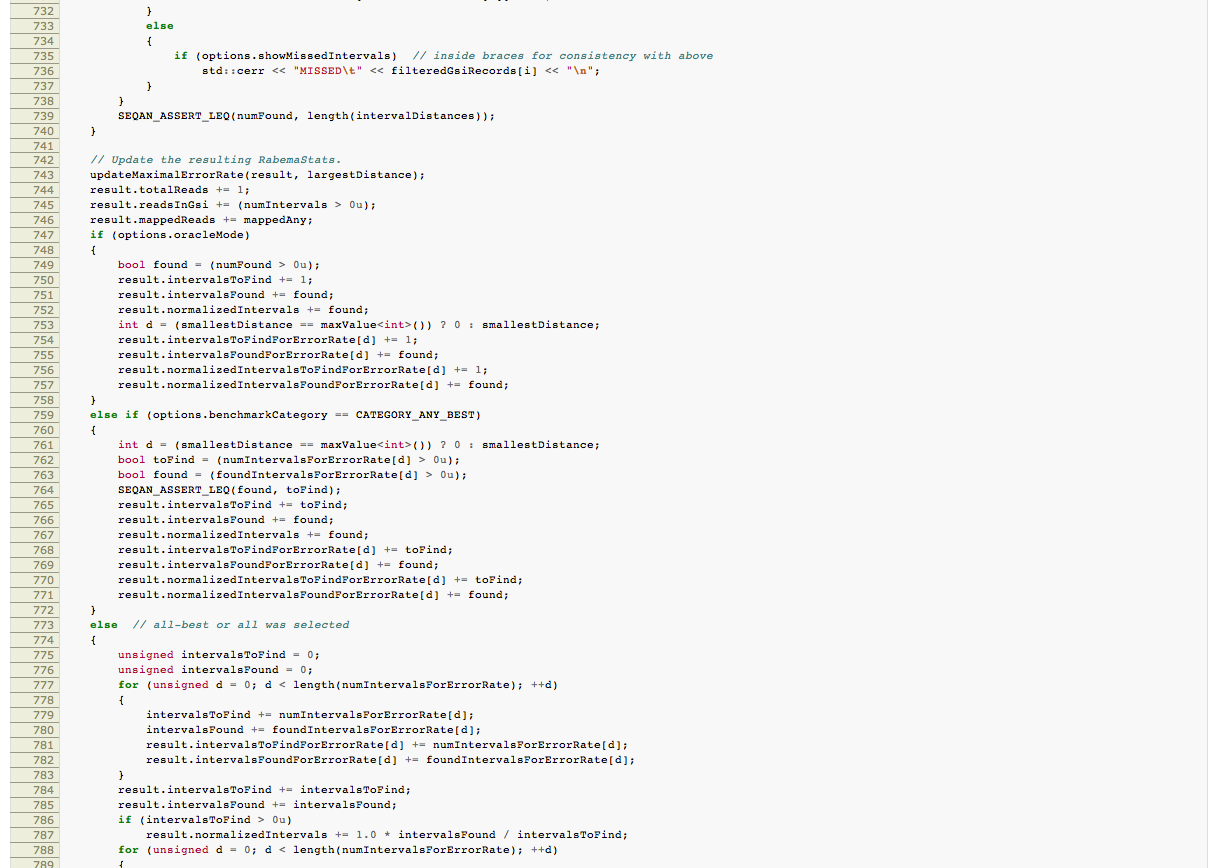 732 }
733 else
734 {
735 if (options.showMissedIntervals)  // inside braces for consistency with above
736 std::cerr << "MISSED\t" << filteredGsiRecords[i] << "\n";
737 }
738 }
739 SEQAN_ASSERT_LEQ(numFound, length(intervalDistances));
740 }
741
742 // Update the resulting RabemaStats.
743 updateMaximalErrorRate(result, largestDistance);
744 result.totalReads += 1;
745 result.readsInGsi += (numIntervals > 0u);
746 result.mappedReads += mappedAny;
747 if (options.oracleMode)
748 {
749 bool found = (numFound > 0u);
750 result.intervalsToFind += 1;
751 result.intervalsFound += found;
752 result.normalizedIntervals += found;
753 int d = (smallestDistance == maxValue<int>()) ? 0 : smallestDistance;
754 result.intervalsToFindForErrorRate[d] += 1;
755 result.intervalsFoundForErrorRate[d] += found;
756 result.normalizedIntervalsToFindForErrorRate[d] += 1;
757 result.normalizedIntervalsFoundForErrorRate[d] += found;
758 }
759 else if (options.benchmarkCategory == CATEGORY_ANY_BEST)
760 {
761 int d = (smallestDistance == maxValue<int>()) ? 0 : smallestDistance;
762 bool toFind = (numIntervalsForErrorRate[d] > 0u);
763 bool found = (foundIntervalsForErrorRate[d] > 0u);
764 SEQAN_ASSERT_LEQ(found, toFind);
765 result.intervalsToFind += toFind;
766 result.intervalsFound += found;
767 result.normalizedIntervals += found;
768 result.intervalsToFindForErrorRate[d] += toFind;
769 result.intervalsFoundForErrorRate[d] += found;
770 result.normalizedIntervalsToFindForErrorRate[d] += toFind;
771 result.normalizedIntervalsFoundForErrorRate[d] += found;
772 }
773 else  // all-best or all was selected
774 {
775 unsigned intervalsToFind = 0;
776 unsigned intervalsFound = 0;
777 for (unsigned d = 0; d < length(numIntervalsForErrorRate); ++d)
778 {
779 intervalsToFind += numIntervalsForErrorRate[d];
780 intervalsFound += foundIntervalsForErrorRate[d];
781 result.intervalsToFindForErrorRate[d] += numIntervalsForErrorRate[d];
782 result.intervalsFoundForErrorRate[d] += foundIntervalsForErrorRate[d];
783 }
784 result.intervalsToFind += intervalsToFind;
785 result.intervalsFound += intervalsFound;
786 if (intervalsToFind > 0u)
787 result.normalizedIntervals += 1.0 * intervalsFound / intervalsToFind;
788 for (unsigned d = 0; d < length(numIntervalsForErrorRate); ++d)
789 {